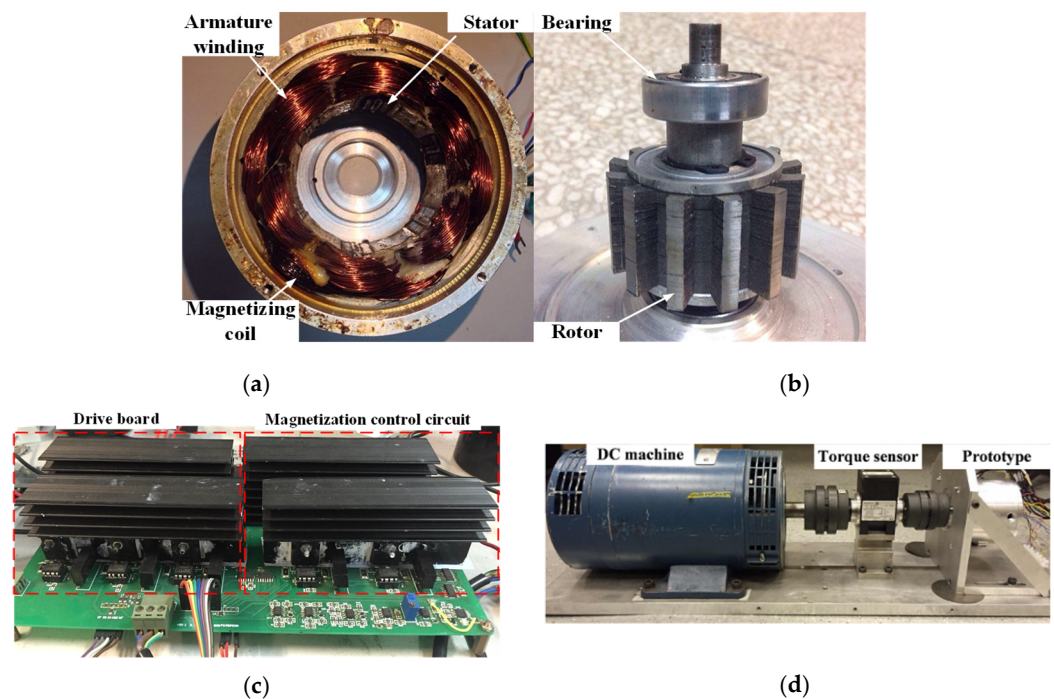 Armature
winding
Stator
Bearing
Magnetizing
coil
Rotor
(a)
(b)
Drive board
Magnetization control circuit
DC machine
Torque sensor
Prototype
(c)
(d)